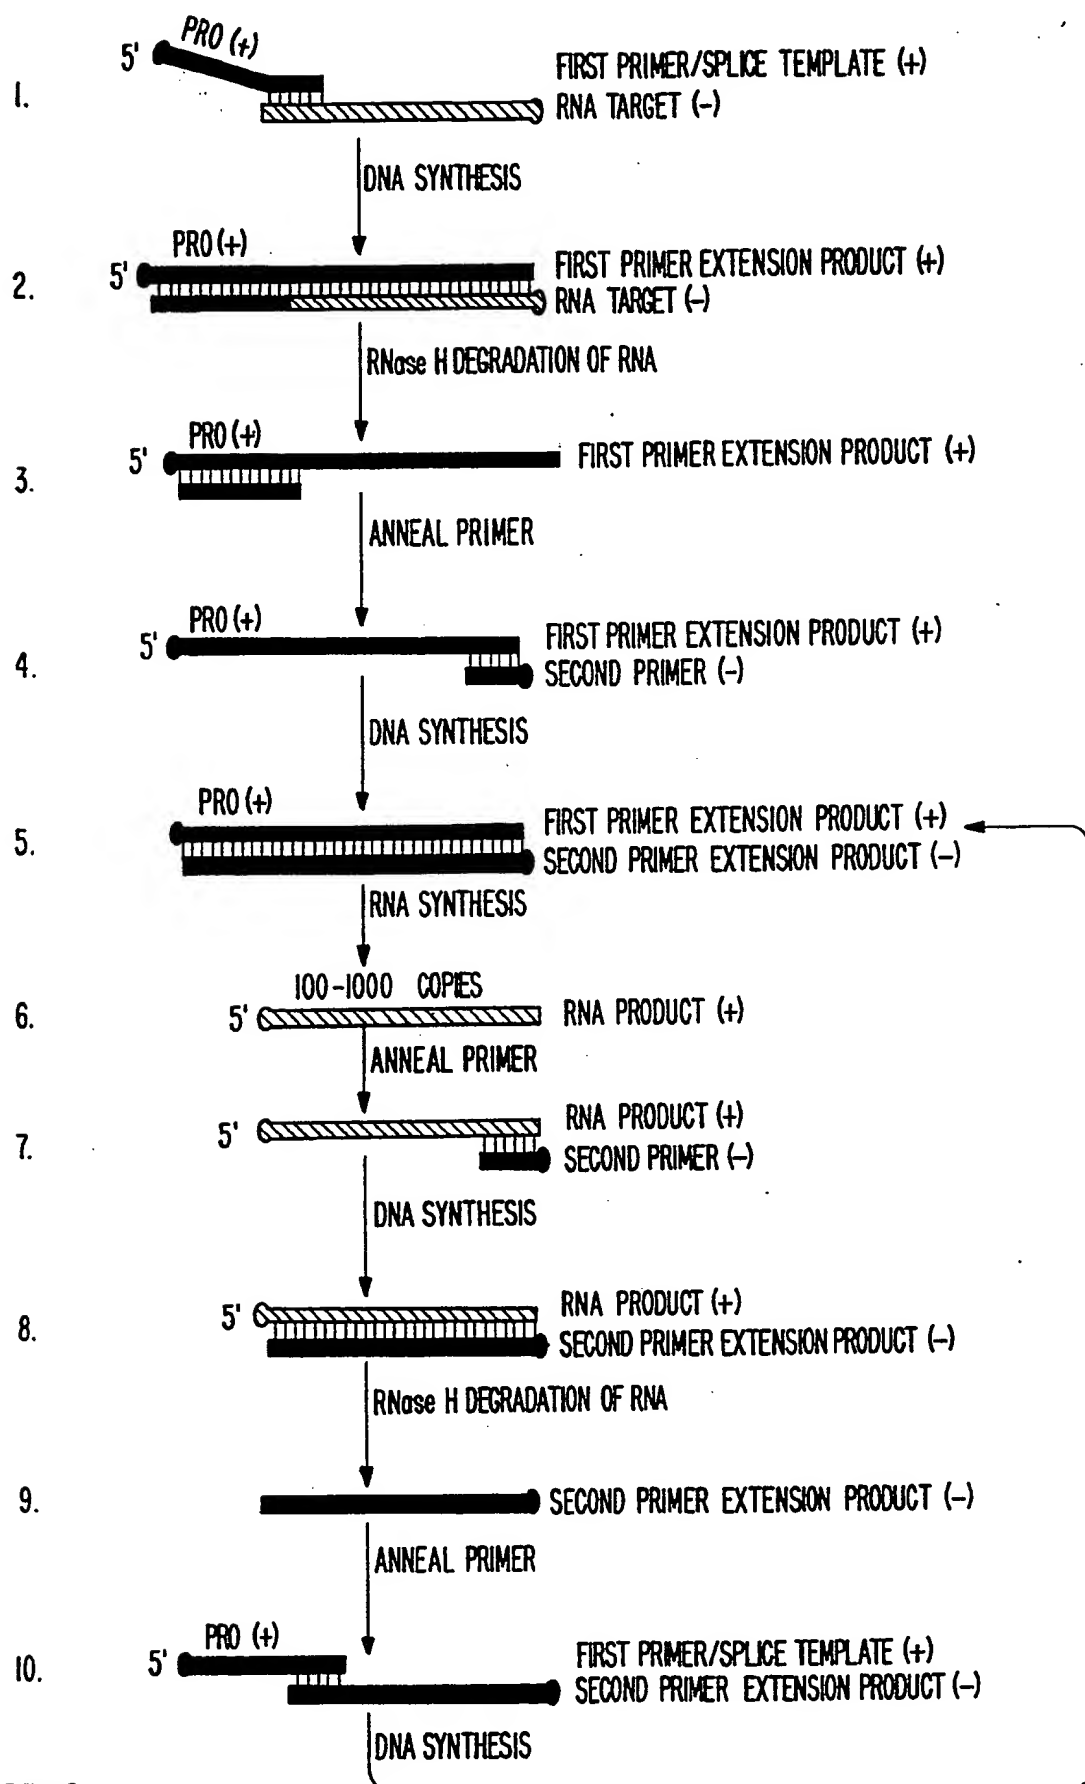 5' PRO (+)
FIRST PRIMER/SPLICE TEMPLATE (+)
1.
RNA TARGET (-)
DNA SYNTHESIS
PRO (+)
5' FIRST PRIMER EXTENSION PRODUCT (+)
2.
RNA TARGET (-)
RNase H DEGRADATION OF RNA
PRO (+)
5' FIRST PRIMER EXTENSION PRODUCT (+)
3.
ANNEAL PRIMER
PRO (+)
5' FIRST PRIMER EXTENSION PRODUCT (+)
4.
SECOND PRIMER (-)
DNA SYNTHESIS
PRO (+)
FIRST PRIMER EXTENSION PRODUCT (+)
5.
SECOND PRIMER EXTENSION PRODUCT (-)
RNA SYNTHESIS
100-1000 COPIES
6. 5' RNA PRODUCT (+)
ANNEAL PRIMER
5' RNA PRODUCT (+)
7.
SECOND PRIMER (-)
DNA SYNTHESIS
5' RNA PRODUCT (+)
8.
SECOND PRIMER EXTENSION PRODUCT (-)
RNase H DEGRADATION OF RNA
9. SECOND PRIMER EXTENSION PRODUCT (-)
ANNEAL PRIMER
PRO (+)
5' FIRST PRIMER/SPLICE TEMPLATE (+)
10.
SECOND PRIMER EXTENSION PRODUCT (-)
DNA SYNTHESIS